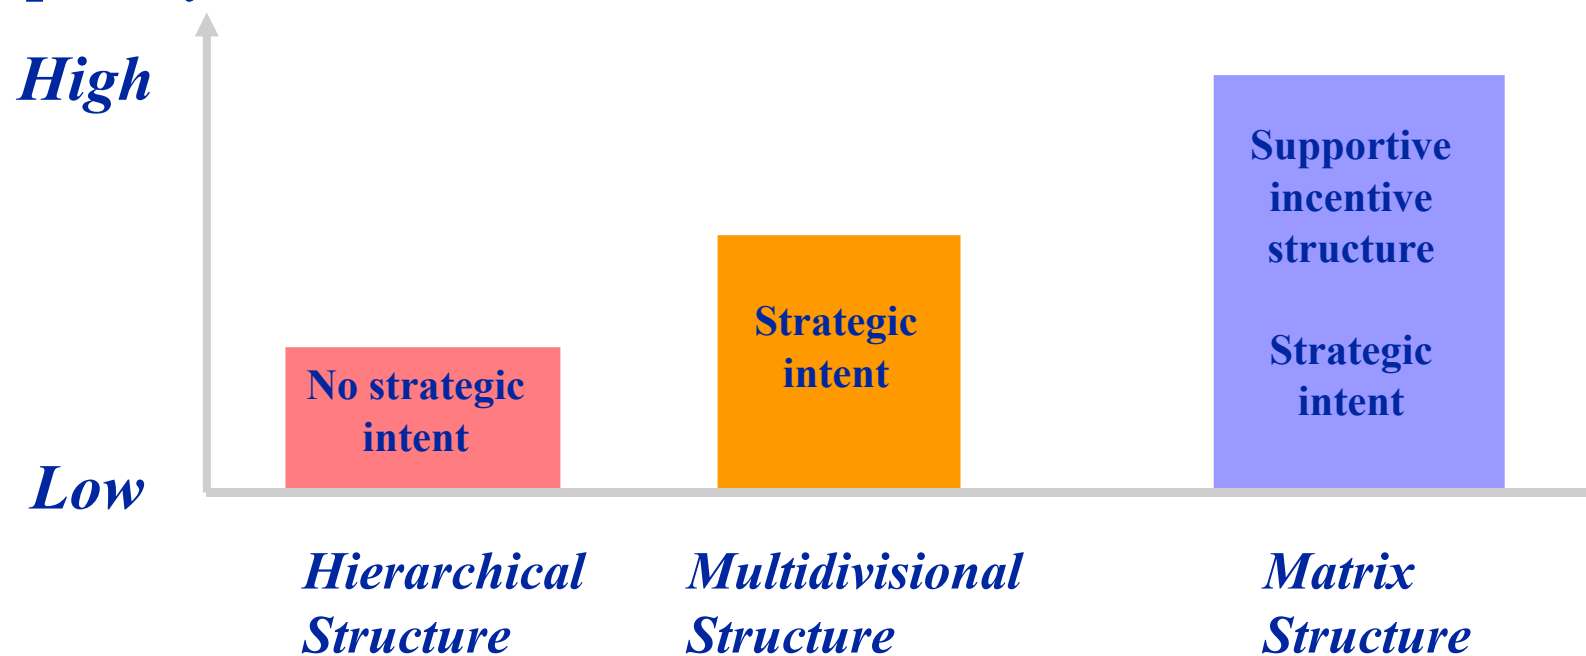 High
Supportive
incentive
structure
Strategic
intent
Strategic
intent
No strategic
intent
Low
Hierarchical
Structure
Multidivisional
Structure
Matrix
Structure